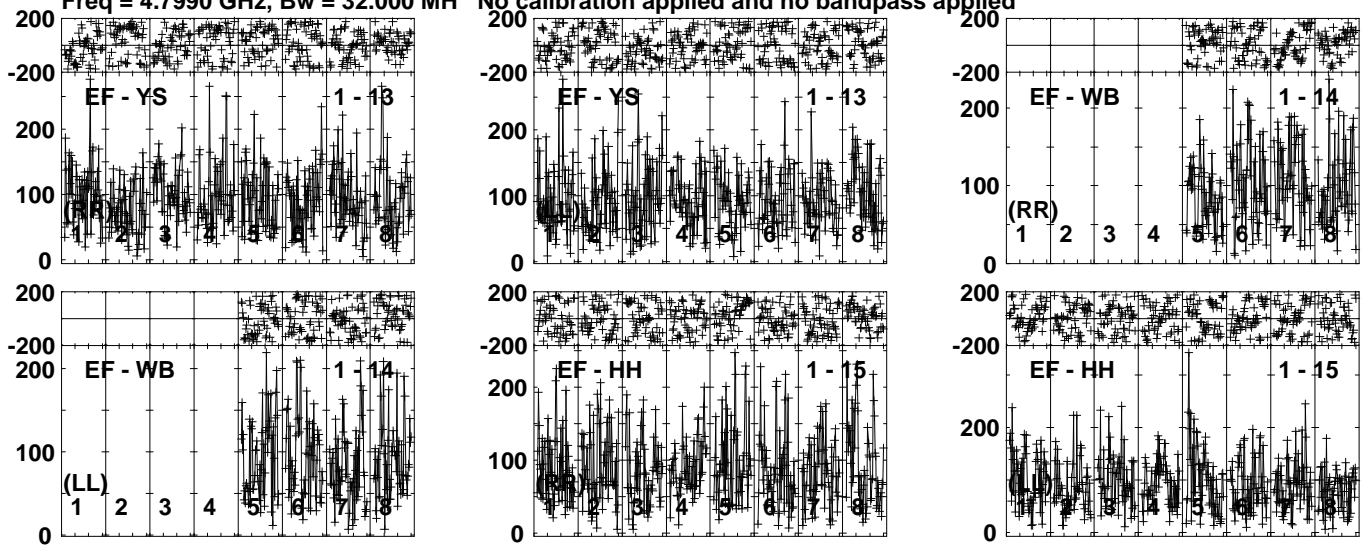 Freq = 4.7990 GHz, Bw = 32.000 MH No calibration applied and no bandpass applied
200
-200
EF - YS 1 - 13
200
100
(RR)
1 2 3 4 5 6 7 8
0
EF - YS 1 - 13
200
100
(LL)
1 2 3 4 5 6 7 8
0
200
-200
EF - WB 1 - 14
200
100
(RR)
1 2 3 4 5 6 7 8
0
200
-200
EF - WB 1 - 14
200
100
(LL)
1 2 3 4 5 6 7 8
0
200
-200
EF - HH 1 - 15
200
100
(RR)
1 2 3 4 5 6 7 8
0
200
-200
EF - HH 1 - 15
200
(LL)
1 2 3 4 5 6 7 8
0